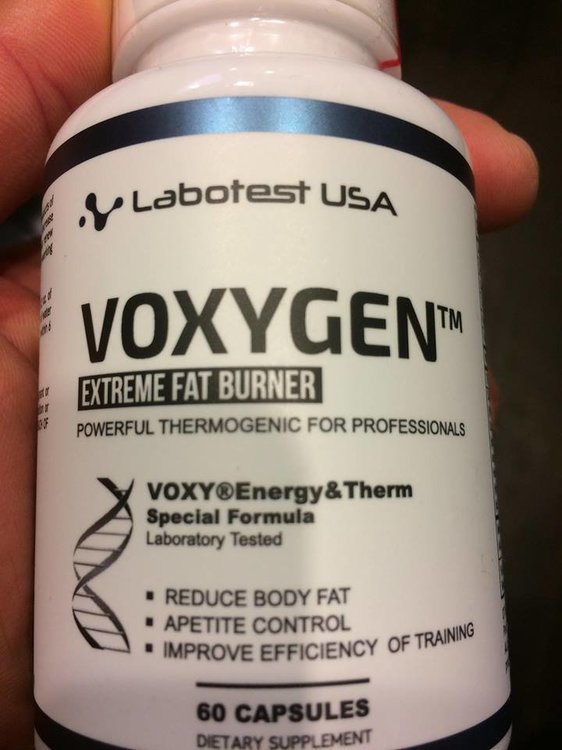 Labotest USA
VOXYGEN™
EXTREME FAT BURNER
POWERFUL THERMOGENIC FOR PROFESSIONALS
VOXY®Energy&Therm
Special Formula
Laboratory Tested
▪ REDUCE BODY FAT
▪ APETITE CONTROL
▪ IMPROVE EFFICIENCY OF TRAINING
60 CAPSULES
DIETARY SUPPLEMENT